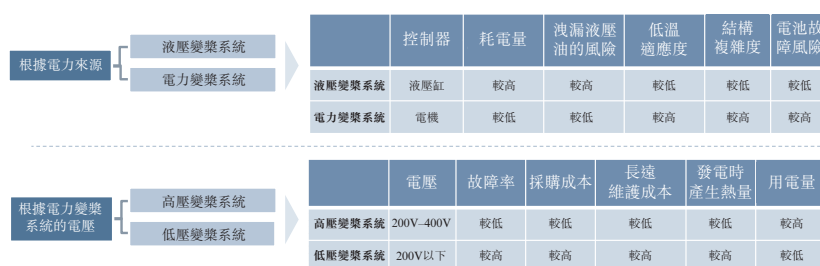 根據電力來源
液壓變槳系統
電力變槳系統
控制器 耗電量 洩漏液壓油的風險 低溫適應度 結構複雜度 電池故障風險
液壓變槳系統 液壓缸 較高 較高 較低 較低 較低
電力變槳系統 電機 較低 較低 較高 較高 較高
根據電力變槳
系統的電壓
高壓變槳系統
低壓變槳系統
電壓 故障率 採購成本 長遠維護成本 發電時產生熱量 用電量
高壓變槳系統 200V–400V 較低 較低 較低 較低 較高
低壓變槳系統 200V以下 較高 較高 較高 較高 較低